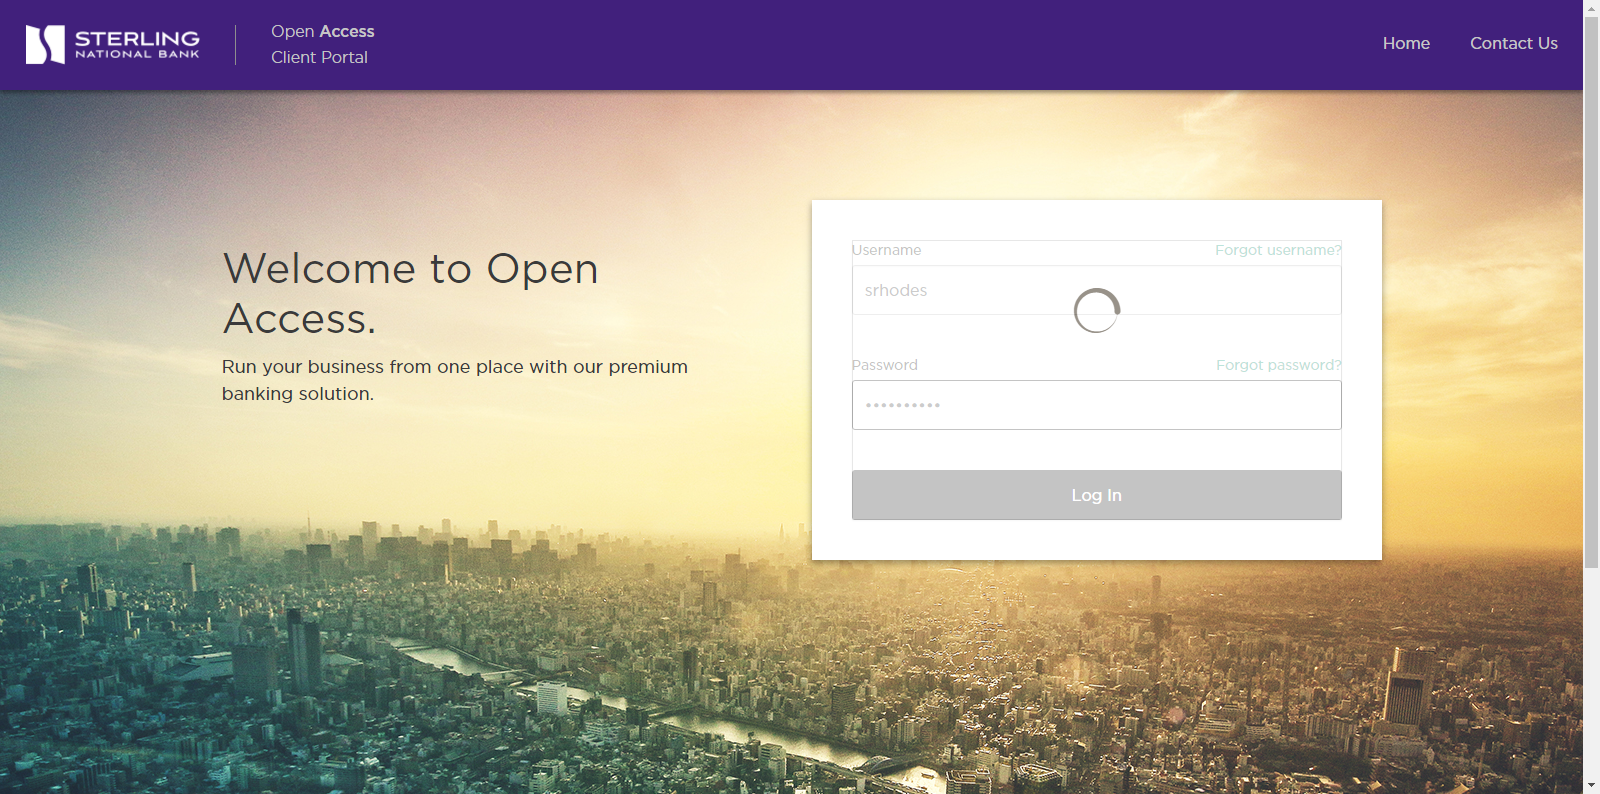 STERLING
NATIONAL BANK
Open Access
Client Portal
Home
Contact Us
Welcome to Open
Access.
Run your business from one place with our premium
banking solution.
Username
Forgot username?
srhodes
Password
Forgot password?
••••••••••
Log In